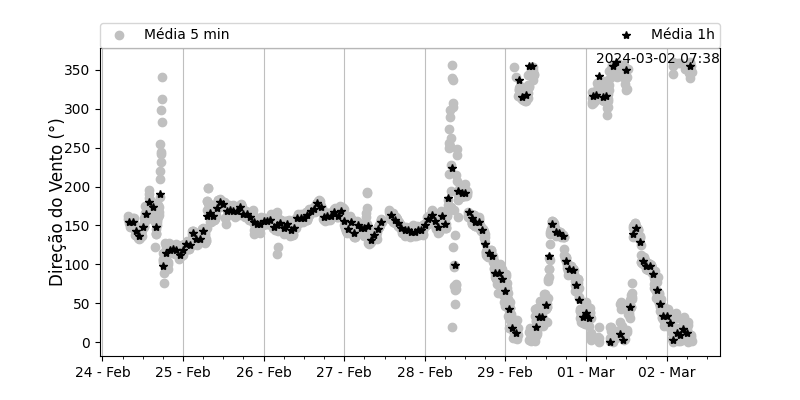 Média 5 min
Média 1h
2024-03-02 07:38
Direção do Vento (°)
350
300
250
200
150
100
50
0
24 - Feb
25 - Feb
26 - Feb
27 - Feb
28 - Feb
29 - Feb
01 - Mar
02 - Mar